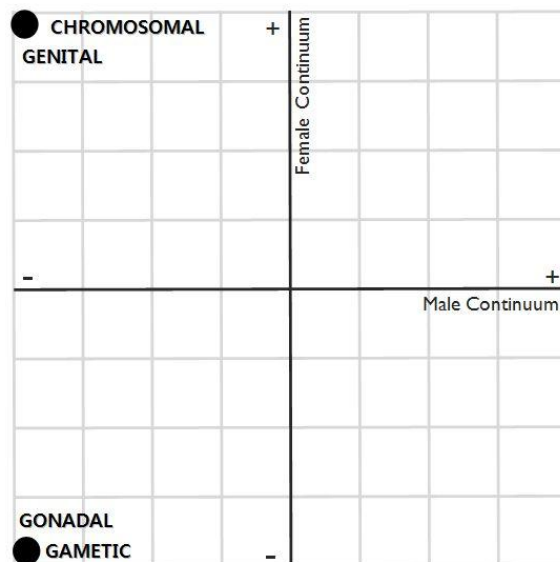 CHROMOSOMAL
GENITAL
+
Female Continuum
-
+
Male Continuum
GONADAL
GAMETIC
-